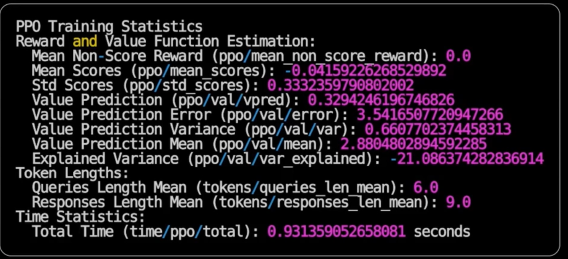 PPO Training Statistics
Reward and Value Function Estimation:
Mean Non-Score Reward (ppo/mean_non_score_reward): 0.0
Mean Scores (ppo/mean_scores): -0.04159226268529892
Std Scores (ppo/std_scores): 0.3332359790802002
Value Prediction (ppo/val/vpred): 0.3294246196746826
Value Prediction Error (ppo/val/error): 3.5416507720947266
Value Prediction Variance (ppo/val/var): 0.6607702374458313
Value Prediction Mean (ppo/val/mean): 2.8804802894592285
Explained Variance (ppo/val/var_explained): -21.086374282836914
Token Lengths:
Queries Length Mean (tokens/queries_len_mean): 6.0
Responses Length Mean (tokens/responses_len_mean): 9.0
Time Statistics:
Total Time (time/ppo/total): 0.931359052658081 seconds